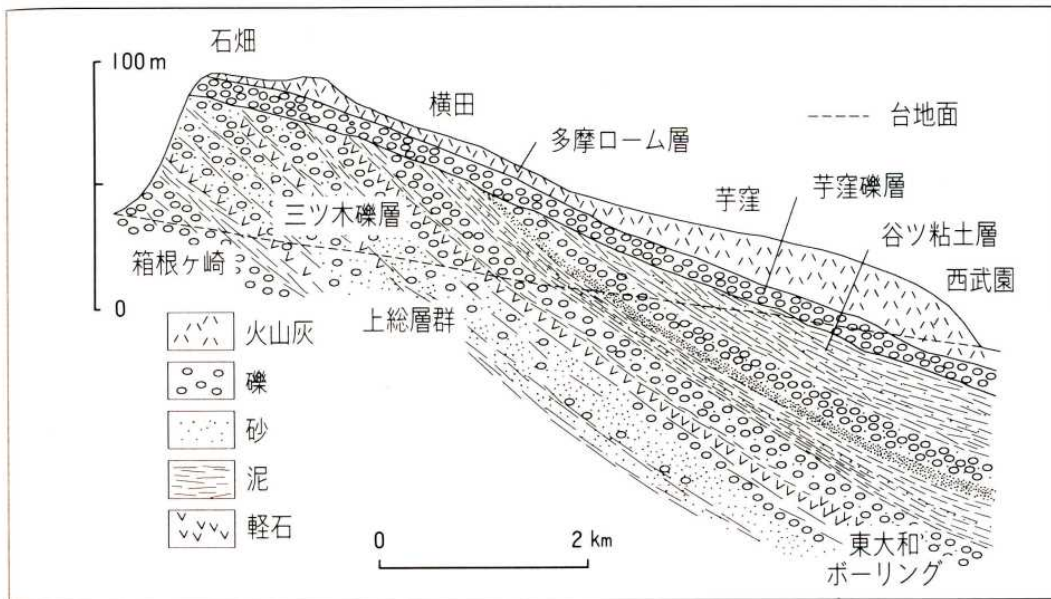 石畑
100m
横田
台地面
多摩ローム層
芋窪
芋窪礫層
三ツ木礫層
谷ツ粘土層
箱根ヶ崎
西武園
0
上総層群
火山灰
礫
砂
泥
軽石
0 2km
東大和
ボーリング